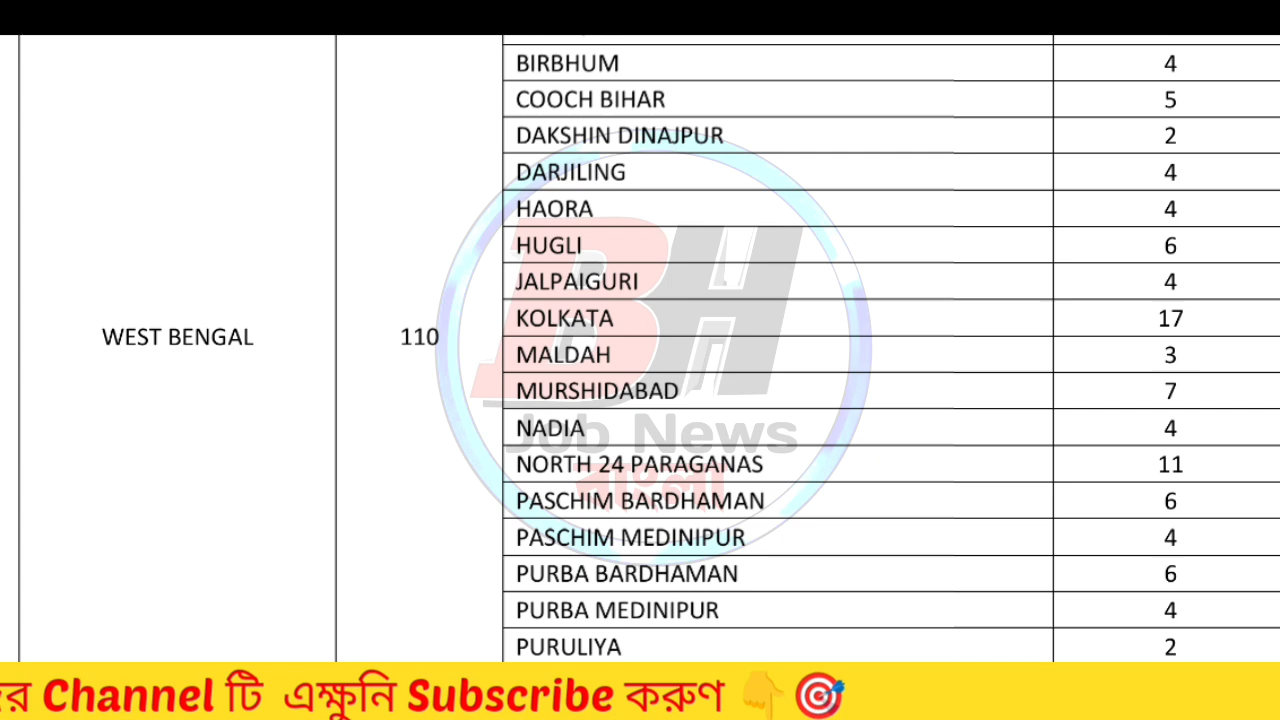 BIRBHUM 4
COOCH BIHAR 5
DAKSHIN DINAJPUR 2
DARJILING 4
HAORA 4
HUGLI 6
JALPAIGURI 4
KOLKATA 17
WEST BENGAL 110
MALDAH 3
MURSHIDABAD 7
NADIA 4
NORTH 24 PARAGANAS 11
PASCHIM BARDHAMAN 6
PASCHIM MEDINIPUR 4
PURBA BARDHAMAN 6
PURBA MEDINIPUR 4
PURULIYA 2
BH
Job News
বাংলা
Channel টি এক্ষুনি Subscribe করুণ